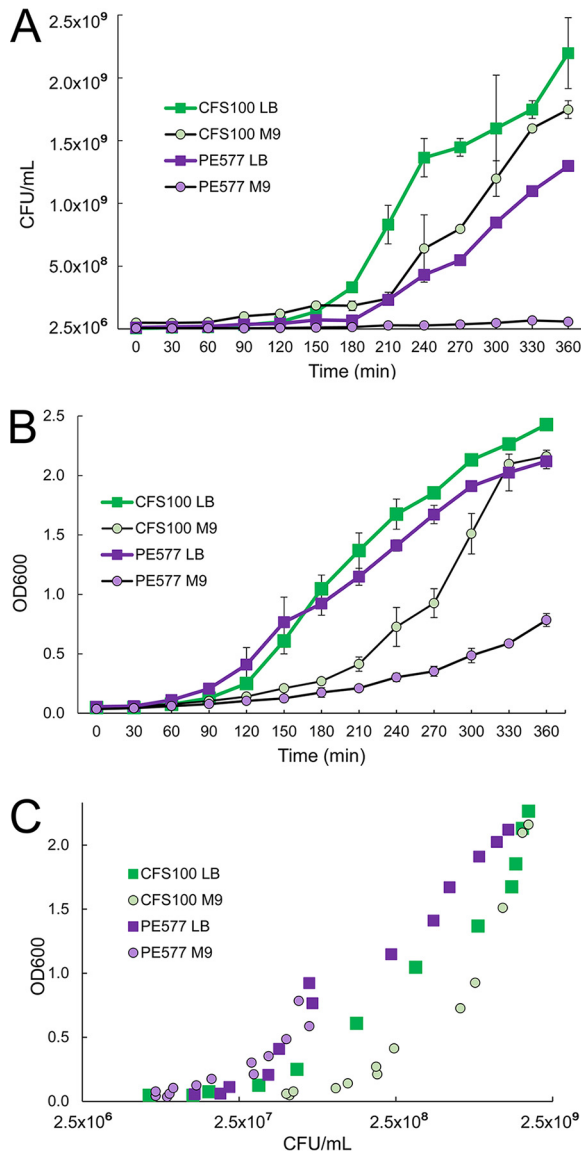 A
2.5x10⁹
2.0x10⁹
1.5x10⁹
1.0x10⁹
5.0x10⁸
2.5x10⁶
CFU/mL
CFS100 LB
CFS100 M9
PE577 LB
PE577 M9
0 30 60 90 120 150 180 210 240 270 300 330 360
Time (min)
B
2.5
2.0
1.5
1.0
0.5
0.0
OD600
CFS100 LB
CFS100 M9
PE577 LB
PE577 M9
0 30 60 90 120 150 180 210 240 270 300 330 360
Time (min)
C
2.0
1.5
1.0
0.5
0.0
OD600
CFS100 LB
CFS100 M9
PE577 LB
PE577 M9
2.5x10⁶ 2.5x10⁷ 2.5x10⁸ 2.5x10⁹
CFU/mL